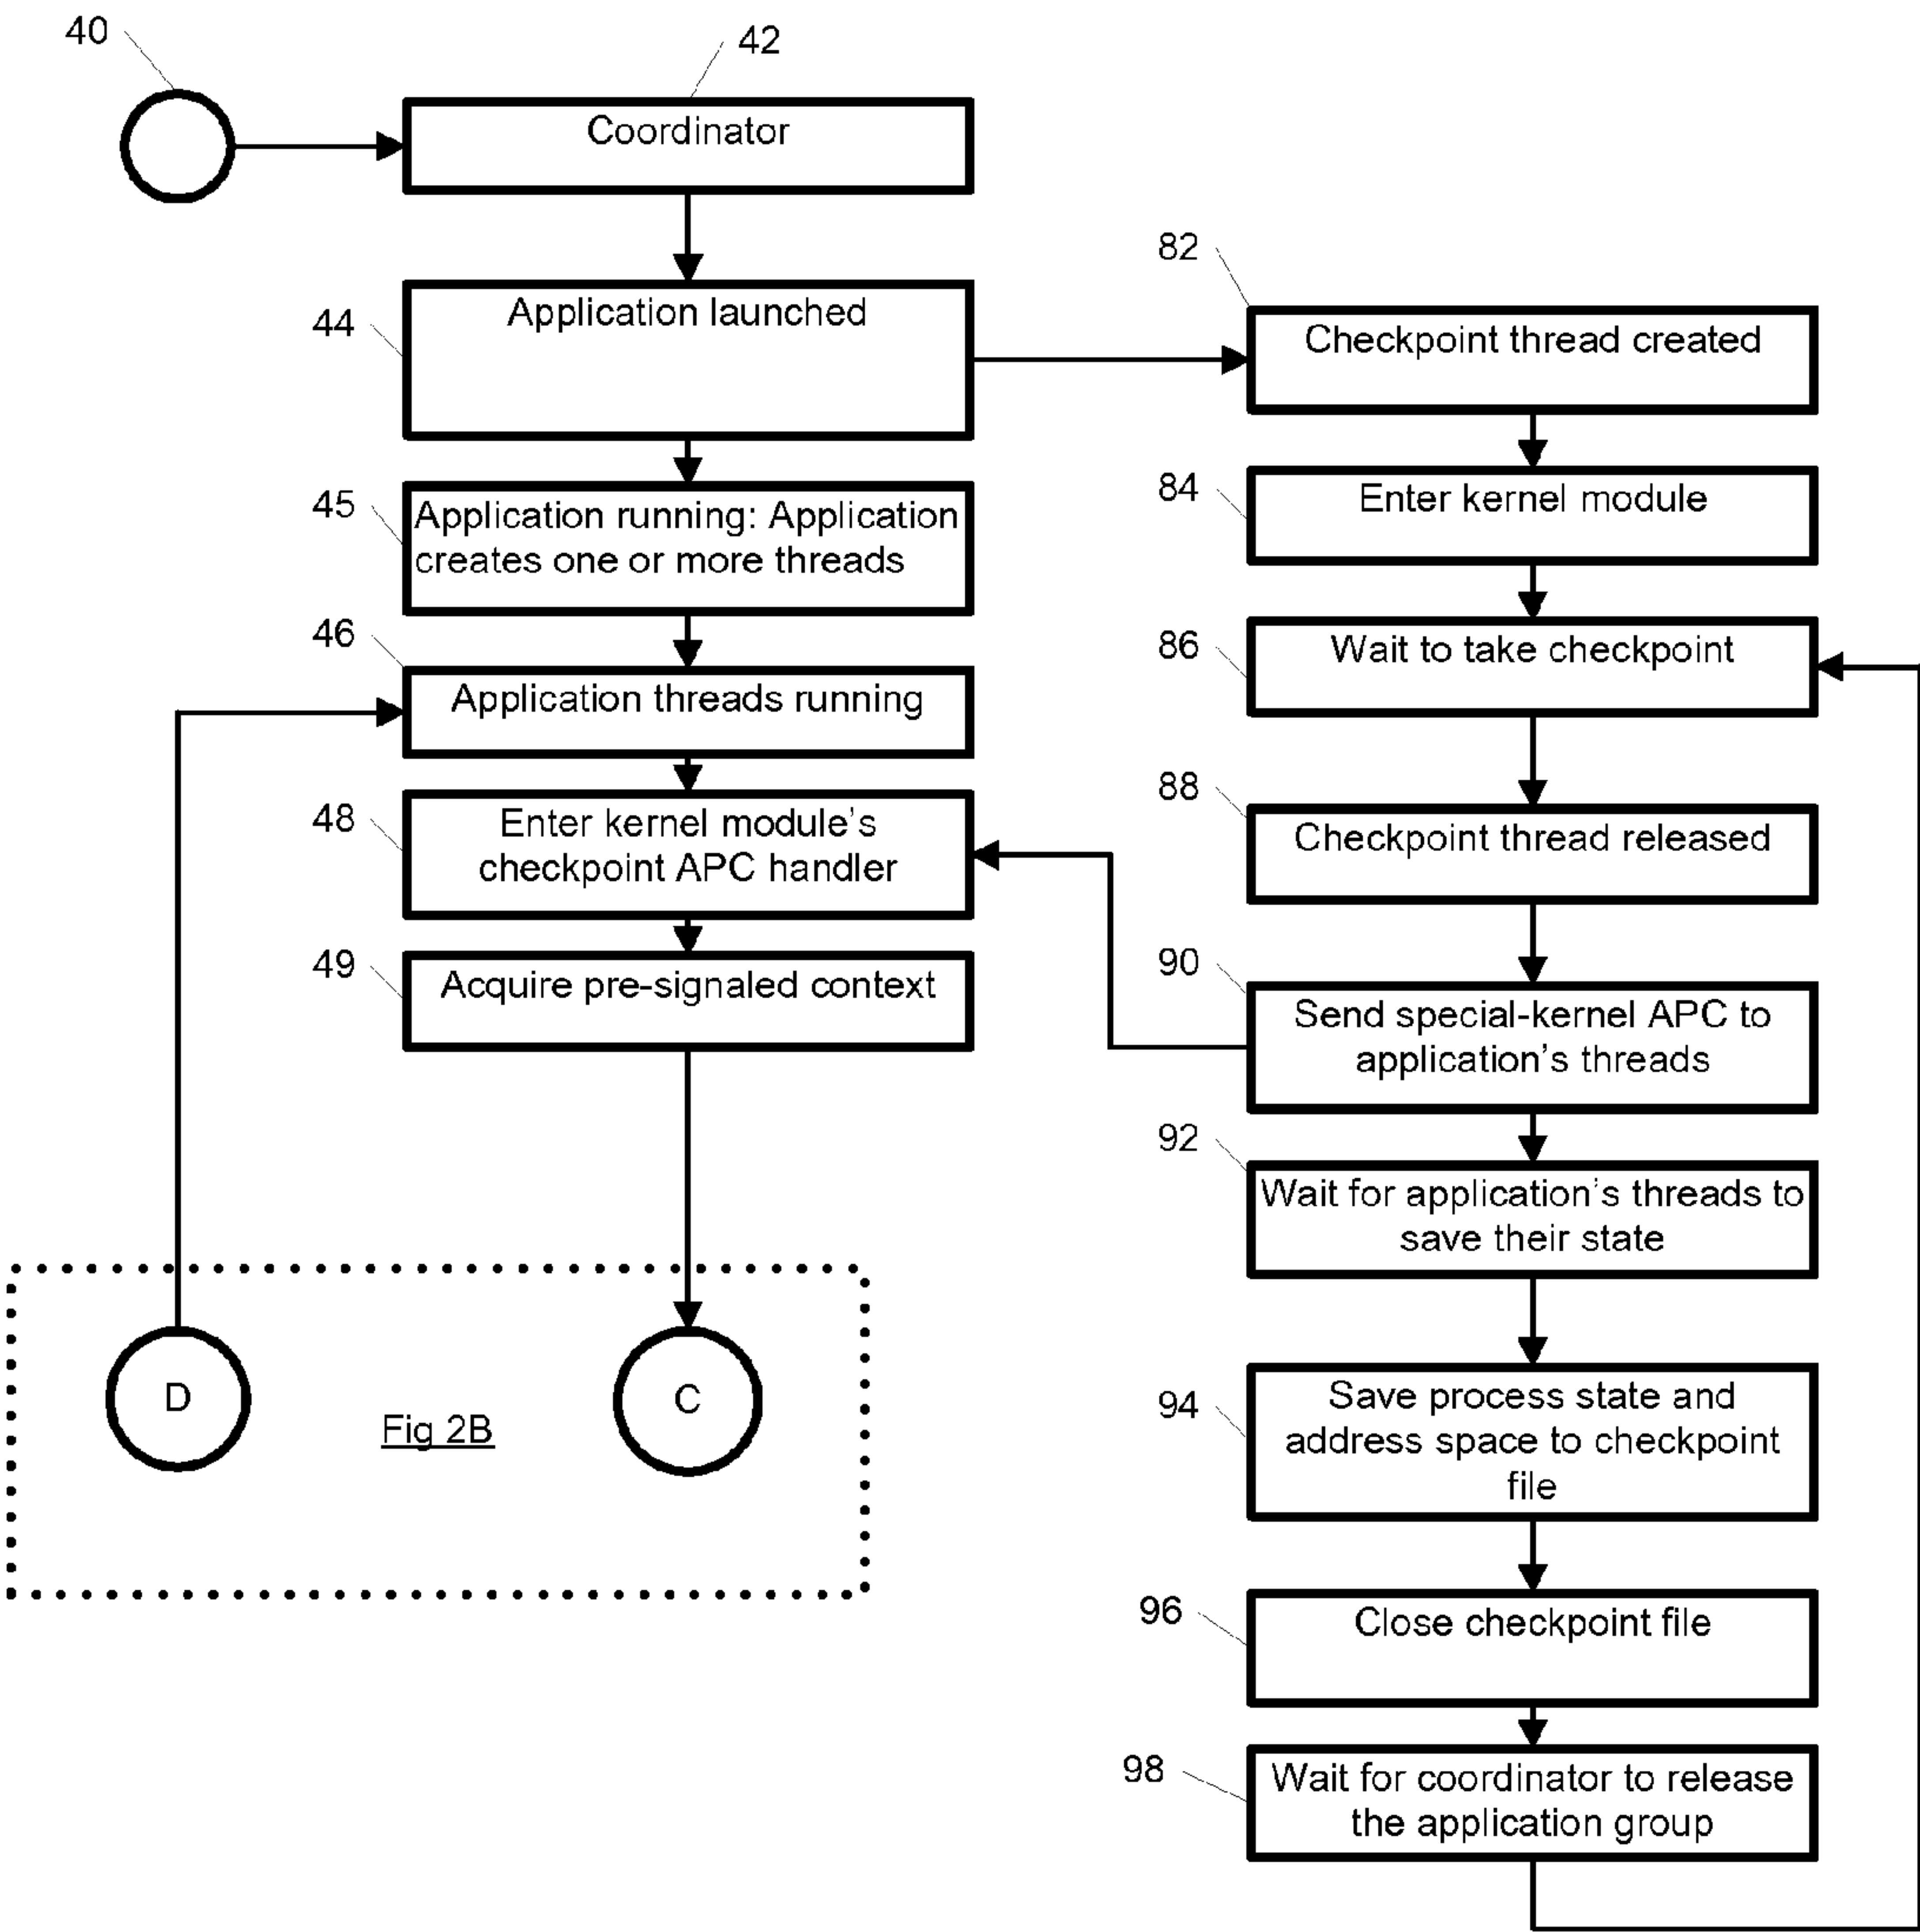 40
42
Coordinator
44
Application launched
45
Application running: Application
creates one or more threads
46
Application threads running
48
Enter kernel module's
checkpoint APC handler
49
Acquire pre-signaled context
D
Fig 2B
C
82
Checkpoint thread created
84
Enter kernel module
86
Wait to take checkpoint
88
Checkpoint thread released
90
Send special-kernel APC to
application's threads
92
Wait for application's threads to
save their state
94
Save process state and
address space to checkpoint
file
96
Close checkpoint file
98
Wait for coordinator to release
the application group